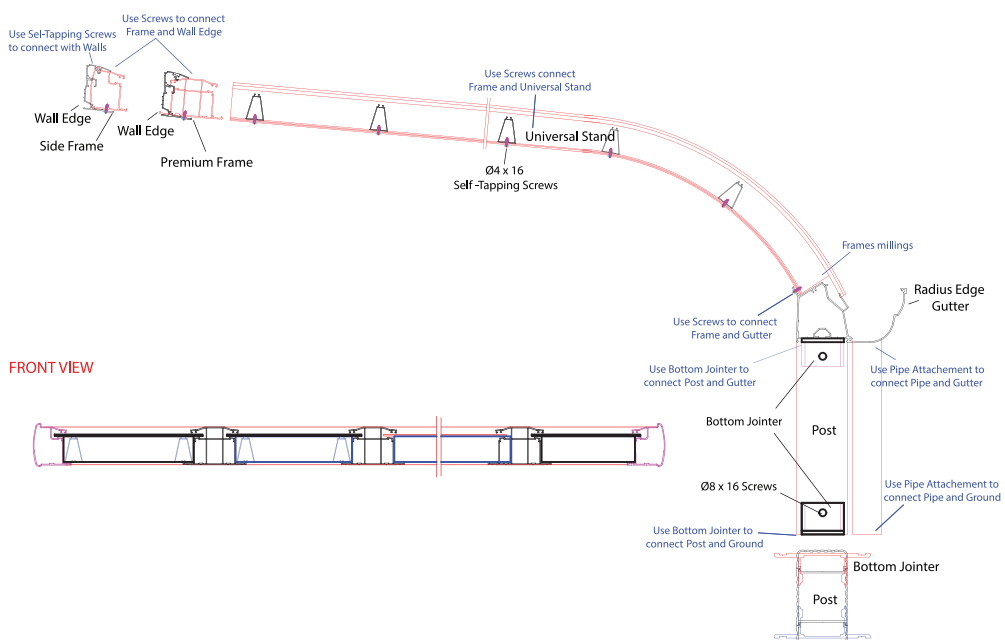 Use Screws to connect
Frame and Wall Edge
Use Sel-Tapping Screws
to connect with Walls
Wall Edge
Side Frame
Wall Edge
Premium Frame
Use Screws connect
Frame and Universal Stand
Universal Stand
Ø4 x 16
Self -Tapping Screws
Frames millings
Radius Edge
Gutter
Use Screws to connect
Frame and Gutter
Use Bottom Jointer to
connect Post and Gutter
Use Pipe Attachement to
connect Pipe and Gutter
FRONT VIEW
Bottom Jointer
Post
Ø8 x 16 Screws
Use Pipe Attachement to
connect Pipe and Ground
Use Bottom Jointer to
connect Post and Ground
Bottom Jointer
Post